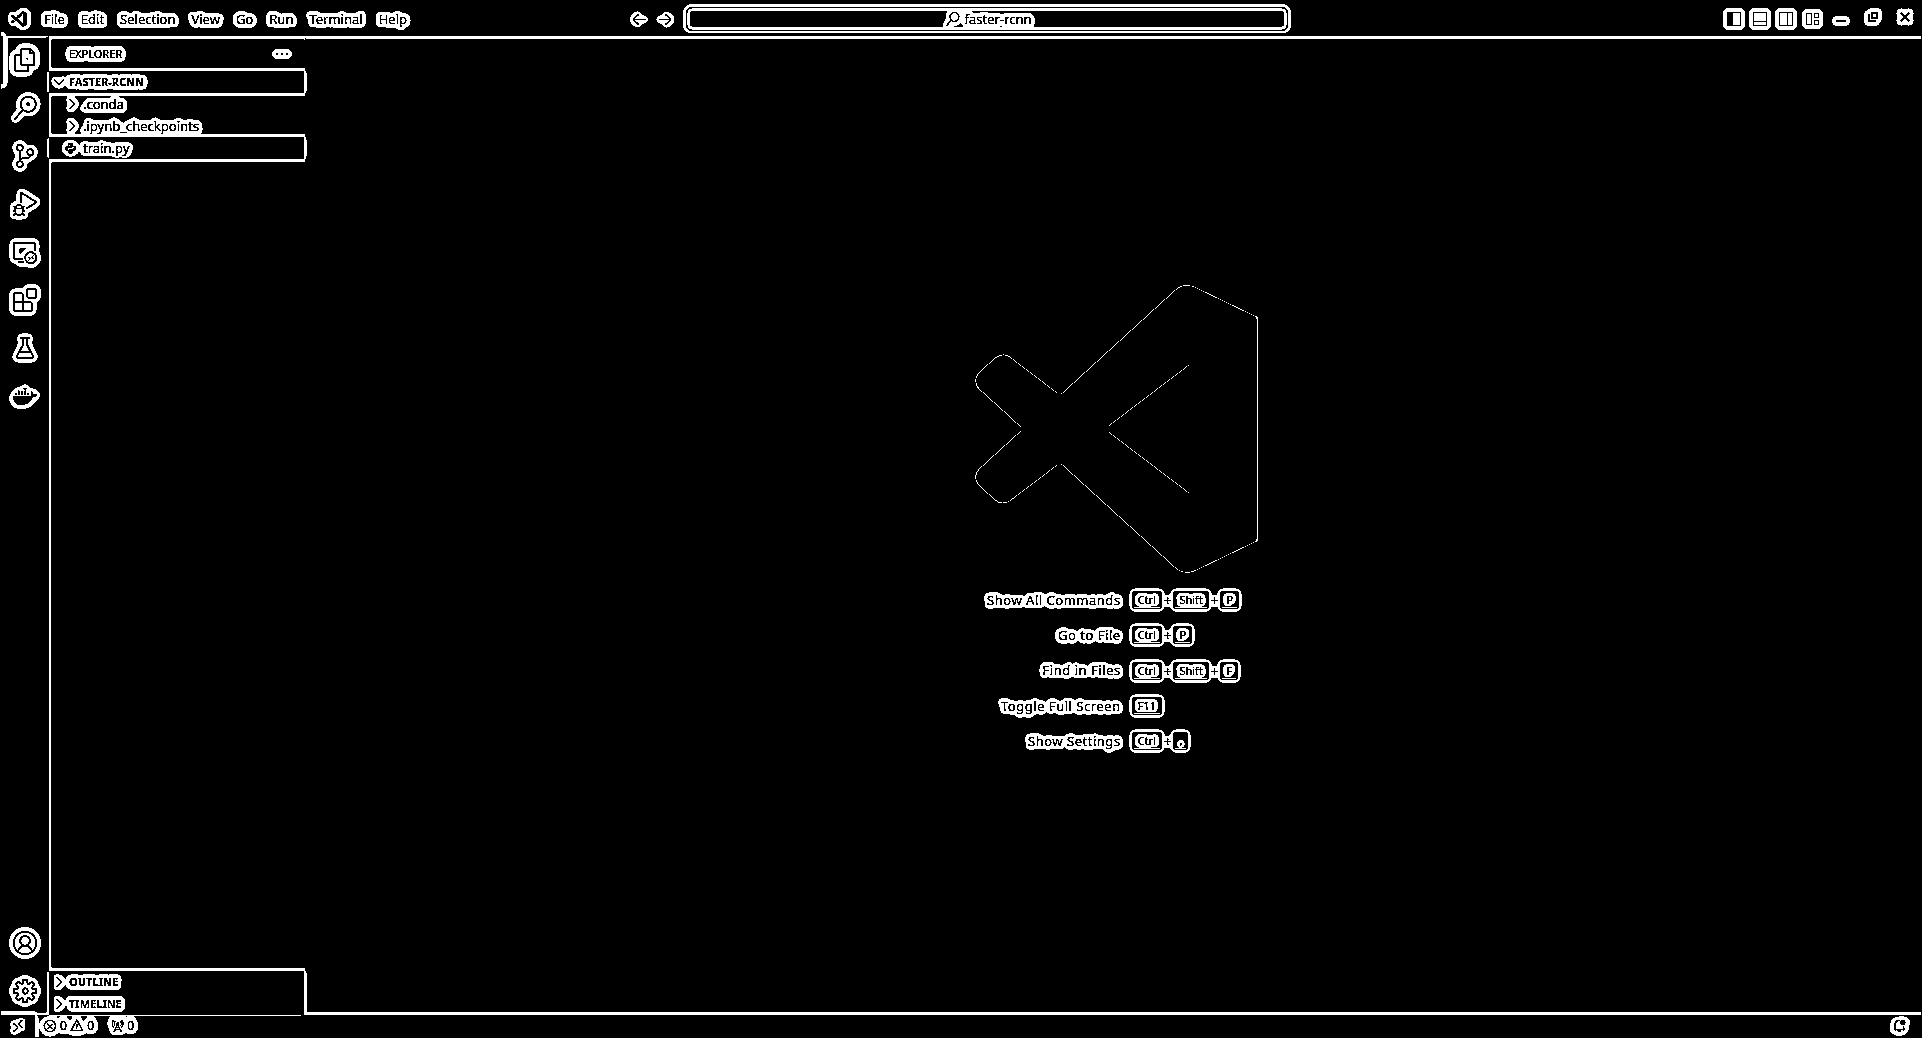 File Edit Selection View Go Run Terminal Help
faster-rcnn
EXPLORER
FASTER-RCNN
.conda
.ipynb_checkpoints
train.py
Show All Commands Ctrl + Shift + P
Go to File Ctrl + P
Find in Files Ctrl + Shift + F
Toggle Full Screen F11
Show Settings Ctrl + ,
OUTLINE
TIMELINE
0 0 0